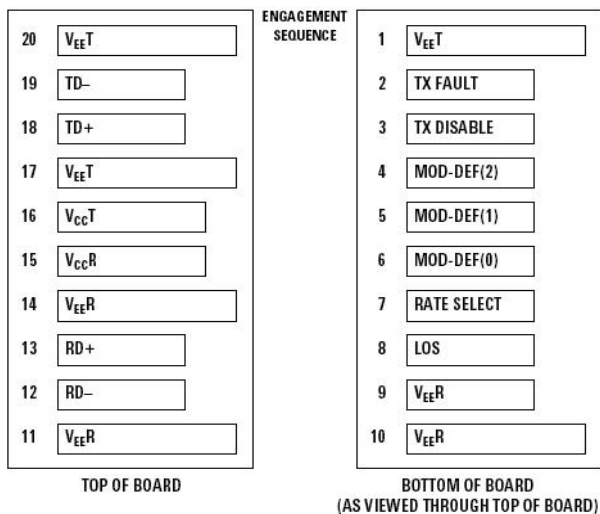 ENGAGEMENT
SEQUENCE
20 VEET
19 TD–
18 TD+
17 VEET
16 VCCT
15 VCCR
14 VEER
13 RD+
12 RD–
11 VEER
TOP OF BOARD
1 VEET
2 TX FAULT
3 TX DISABLE
4 MOD-DEF(2)
5 MOD-DEF(1)
6 MOD-DEF(0)
7 RATE SELECT
8 LOS
9 VEER
10 VEER
BOTTOM OF BOARD
(AS VIEWED THROUGH TOP OF BOARD)